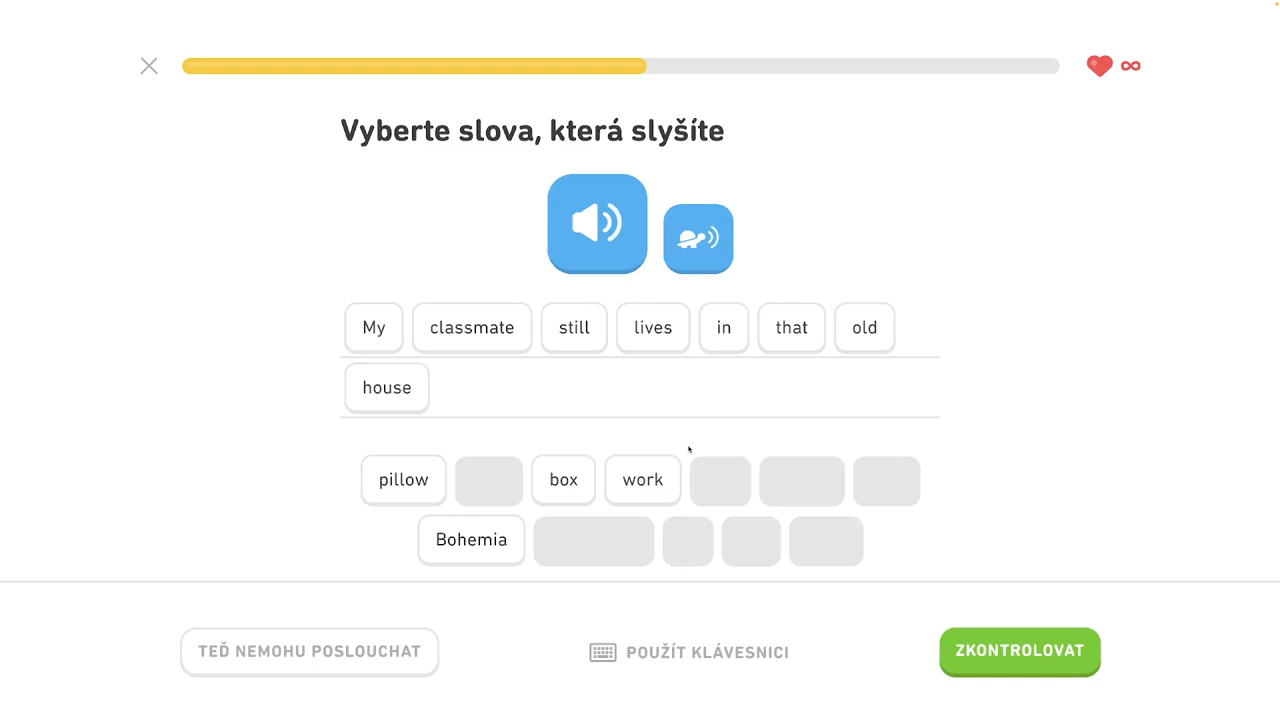 Vyberte slova, která slyšíte
My classmate still lives in that old
house
pillow box work
Bohemia
TEĎ NEMOHU POSLOUCHAT POUŽÍT KLÁVESNICI ZKONTROLOVAT